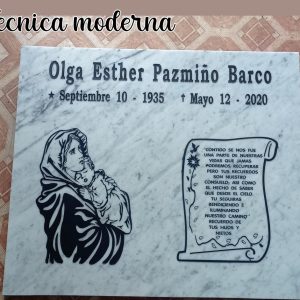 técnica moderna
Olga Esther Pazmiño Barco
★ Septiembre 10 - 1935 † Mayo 12 - 2020
"CONTIGO SE NOS FUE
UNA PARTE DE NUESTRAS
VIDAS QUE JAMAS
PODREMOS RECUPERAR
PERO TUS RECUERDOS
SON NUESTRO
CONSUELO, ASI COMO
EL HECHO DE SABER
QUE DESDE EL CIELO,
TU SEGUIRAS
BENDICIENDO E
ILUMINANDO
NUESTRO CAMINO"
RECUERDO DE
TUS HIJOS Y
NIETOS